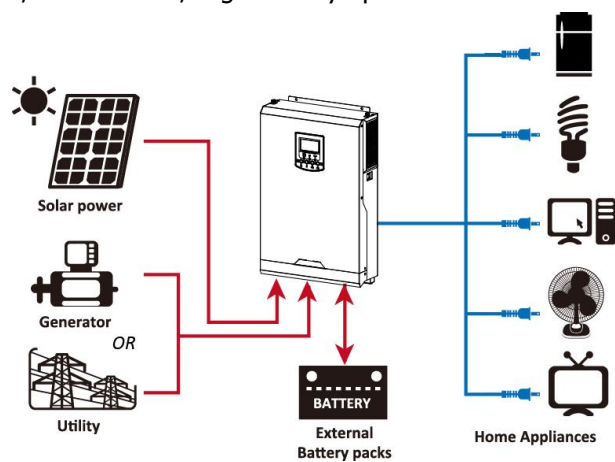 Solar power
Generator
OR
Utility
BATTERY
External
Battery packs
Home Appliances